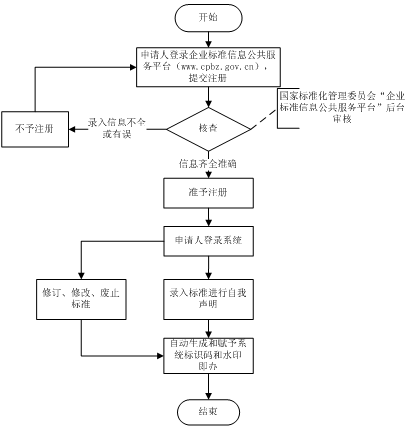 开始
申请人登录企业标准信息公共服
务平台（www.cpbz.gov.cn），
提交注册
国家标准化管理委员会“企业
标准信息公共服务平台”后台
审核
不予注册
录入信息不全
或有误
核查
信息齐全准确
准予注册
申请人登录系统
修订、修改、废止
标准
录入标准进行自我
声明
自动生成和赋予系
统标识码和水印
即办
结束